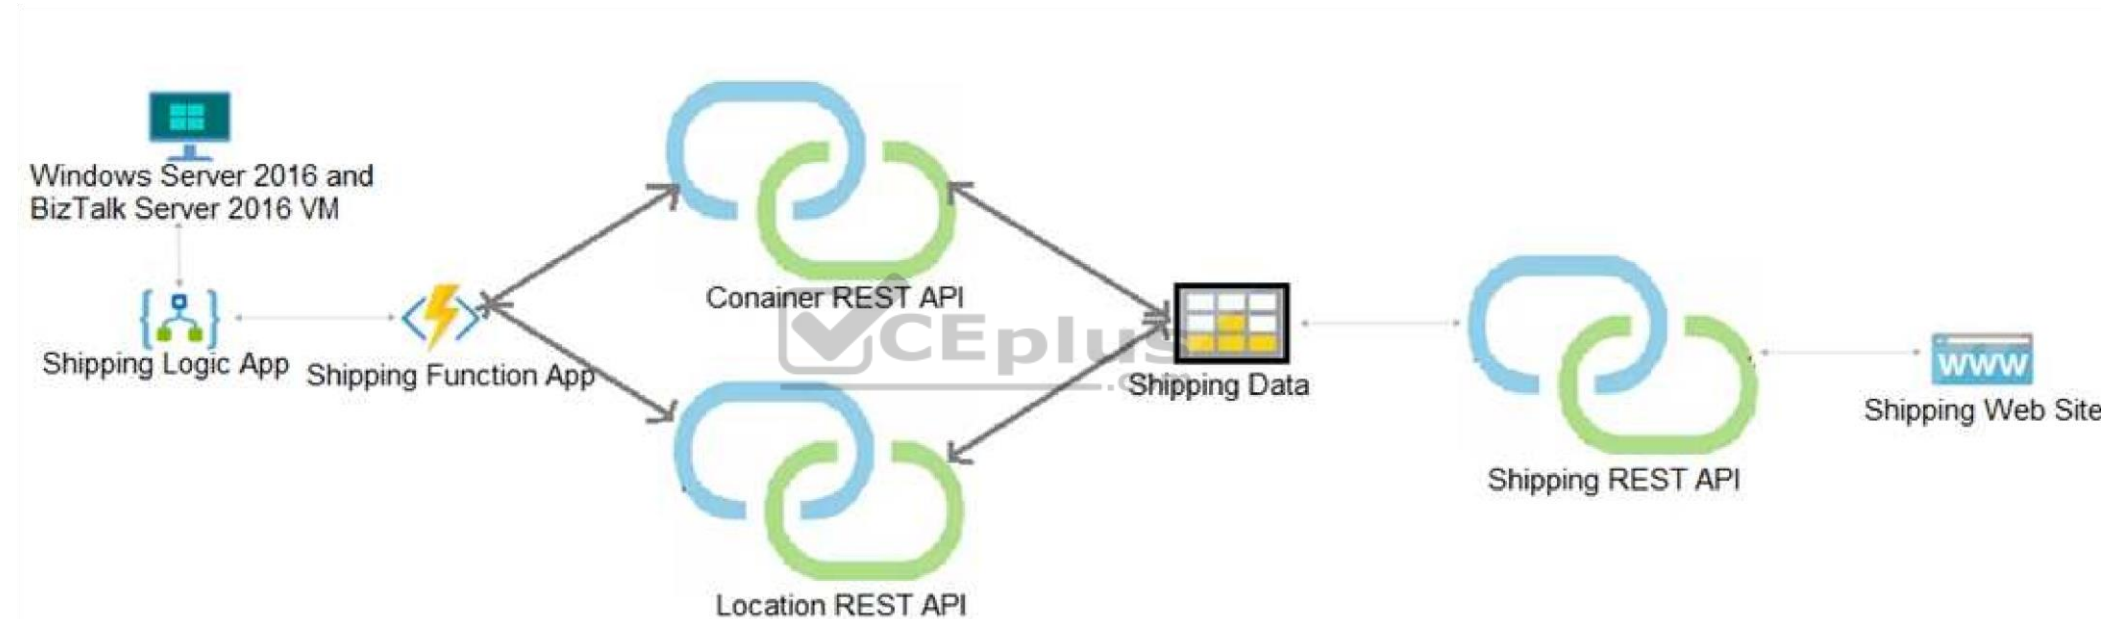 Windows Server 2016 and
BizTalk Server 2016 VM
Shipping Logic App
Shipping Function App
Conainer REST API
CEplus
.com
Location REST API
Shipping Data
Shipping REST API
www
Shipping Web Site